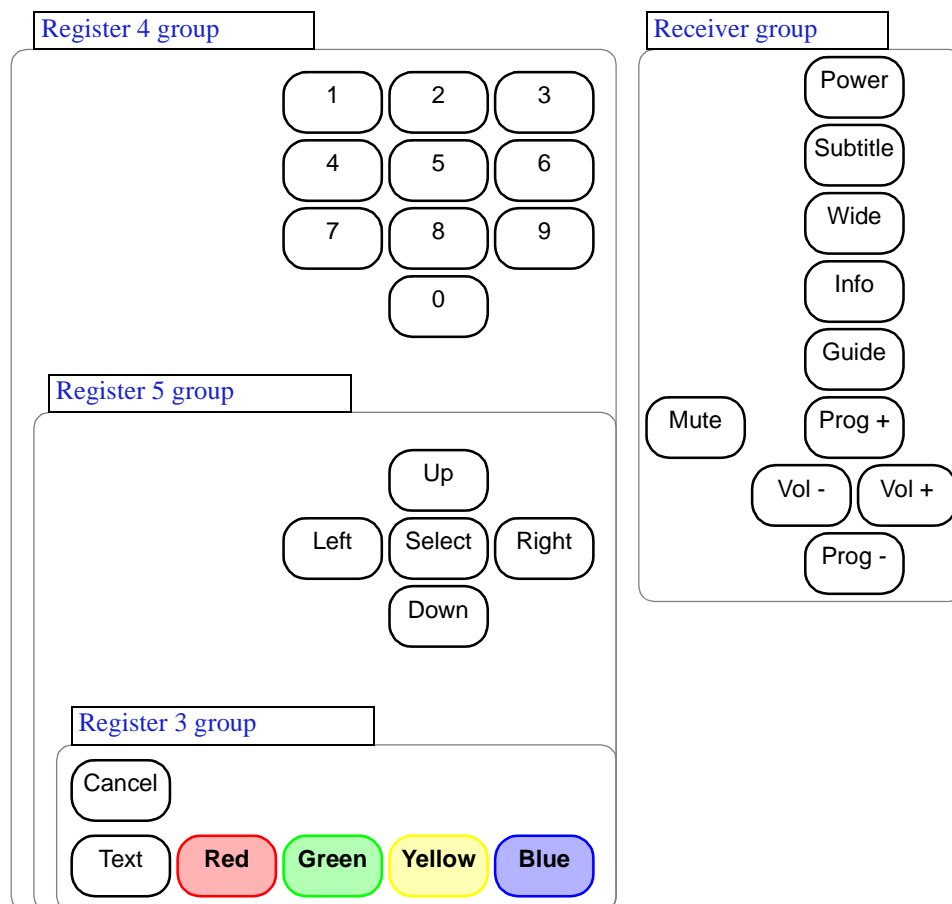 Register 4 group
1 2 3
4 5 6
7 8 9
0
Register 5 group
Up
Left Select Right
Down
Register 3 group
Cancel
Text Red Green Yellow Blue
Receiver group
Power
Subtitle
Wide
Info
Guide
Mute Prog +
Vol - Vol +
Prog -